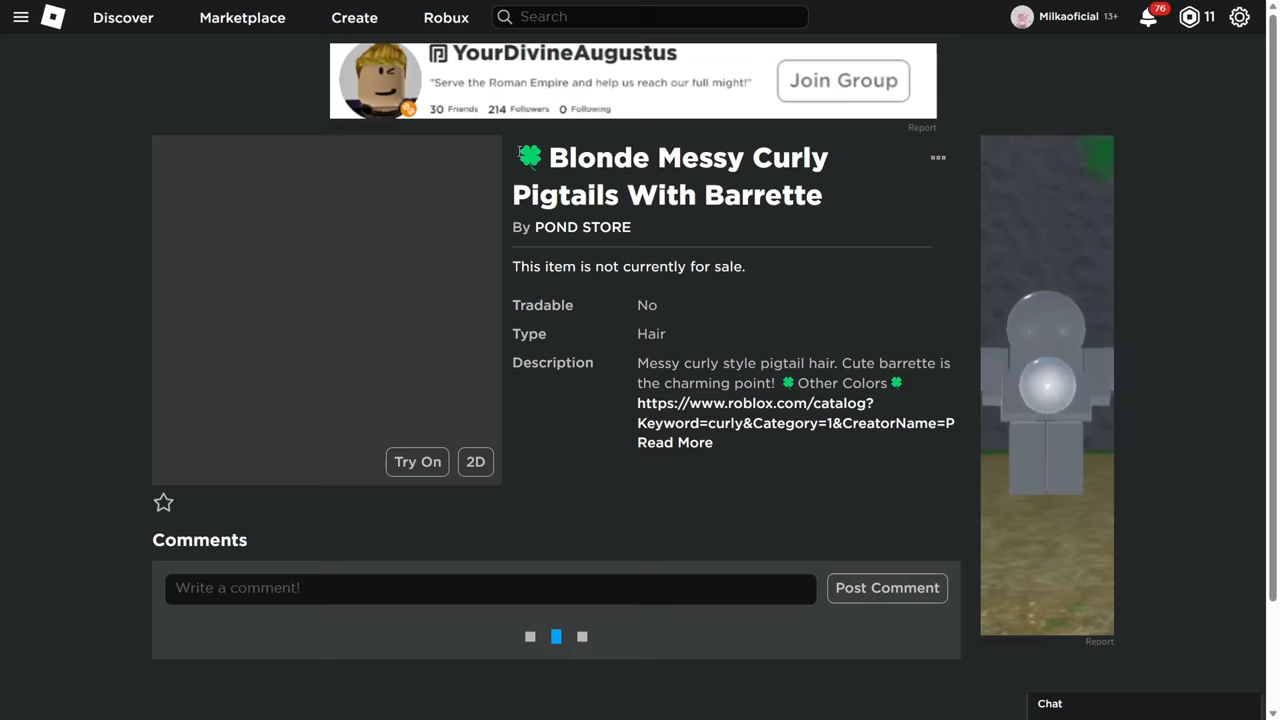 Discover
Marketplace
Create
Robux
Search
Milkaoficial 13+
76
11
YourDivineAugustus
"Serve the Roman Empire and help us reach our full might!"
30 Friends 214 Followers 0 Following
Join Group
Report
🍀 Blonde Messy Curly
Pigtails With Barrette
By POND STORE
This item is not currently for sale.
Tradable No
Type Hair
Description Messy curly style pigtail hair. Cute barrette is
the charming point! 🍀Other Colors🍀
https://www.roblox.com/catalog?
Keyword=curly&Category=1&CreatorName=P
Read More
Try On
2D
Comments
Write a comment!
Post Comment
Report
Chat